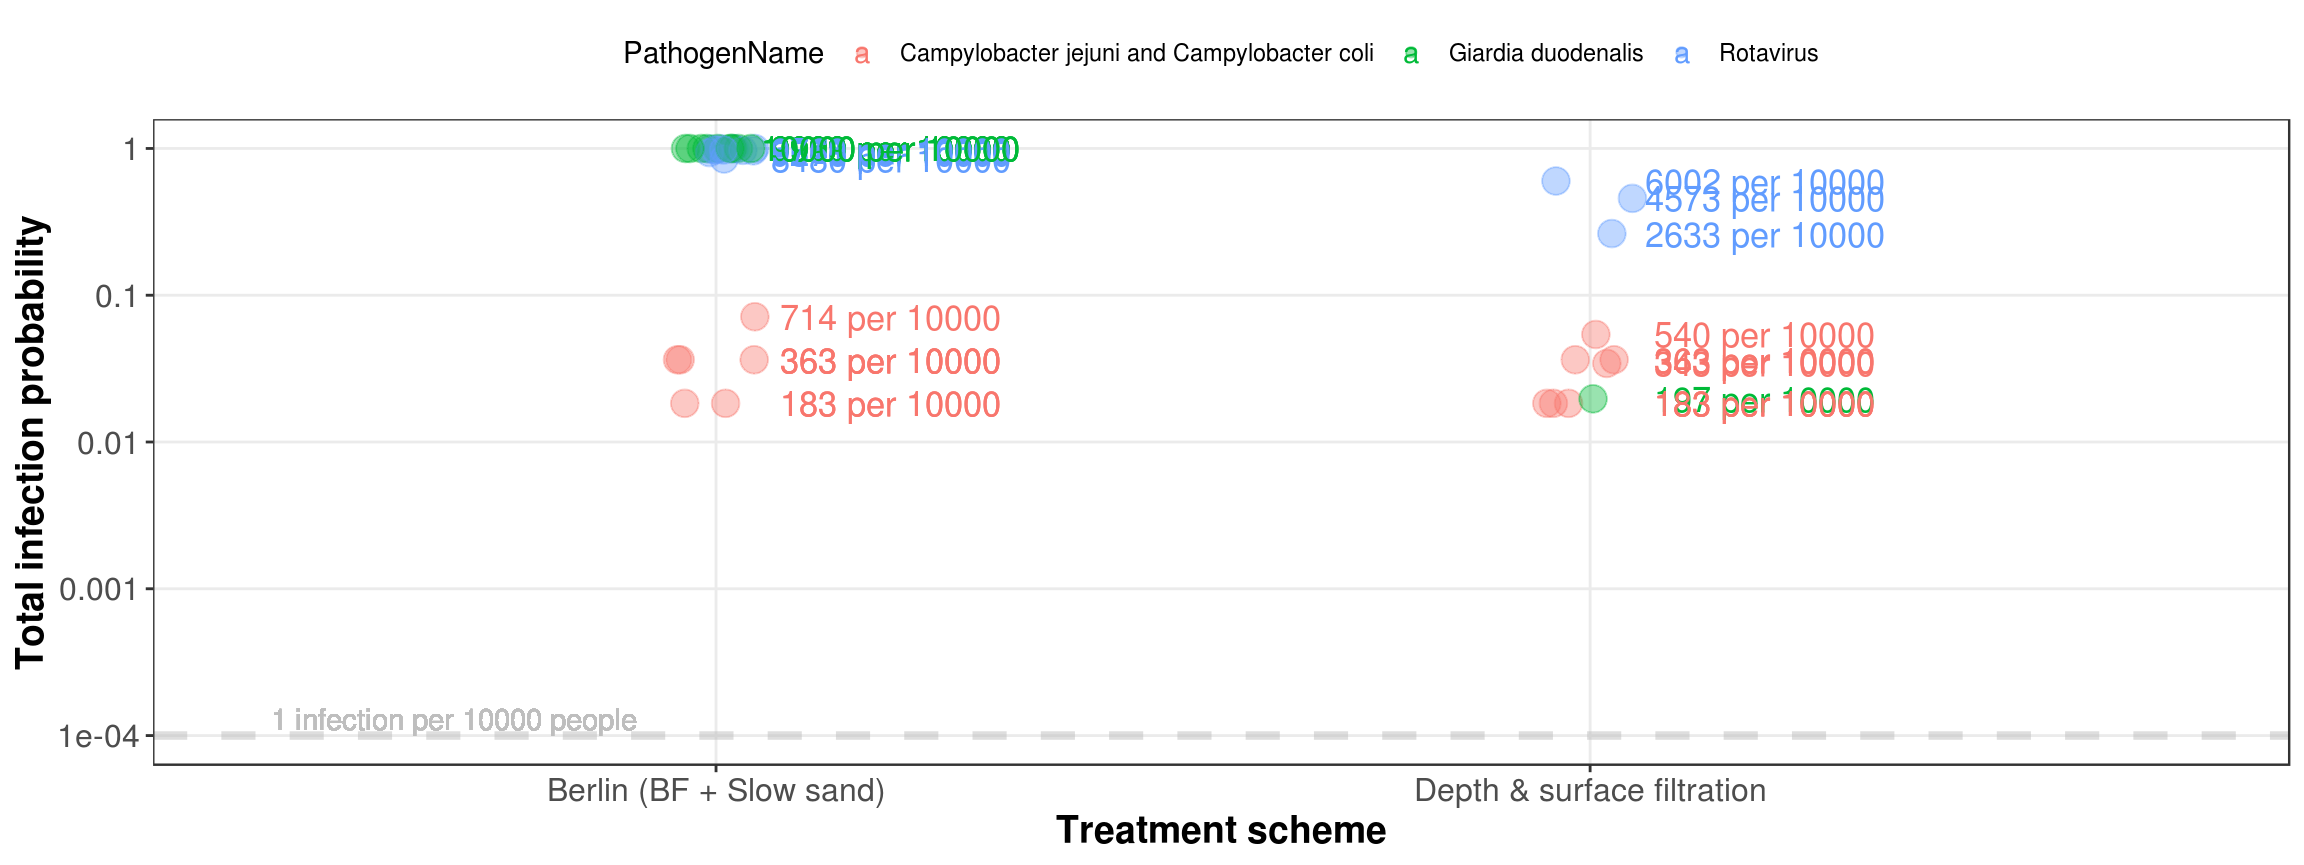 PathogenName a Campylobacter jejuni and Campylobacter coli a Giardia duodenalis a Rotavirus
Total infection probability
1
0.1
0.01
0.001
1e-04
10000 per 10000
714 per 10000
363 per 10000
183 per 10000
6002 per 10000
4573 per 10000
2633 per 10000
540 per 10000
363 per 10000
343 per 10000
197 per 10000
183 per 10000
1 infection per 10000 people
Berlin (BF + Slow sand) Depth & surface filtration
Treatment scheme